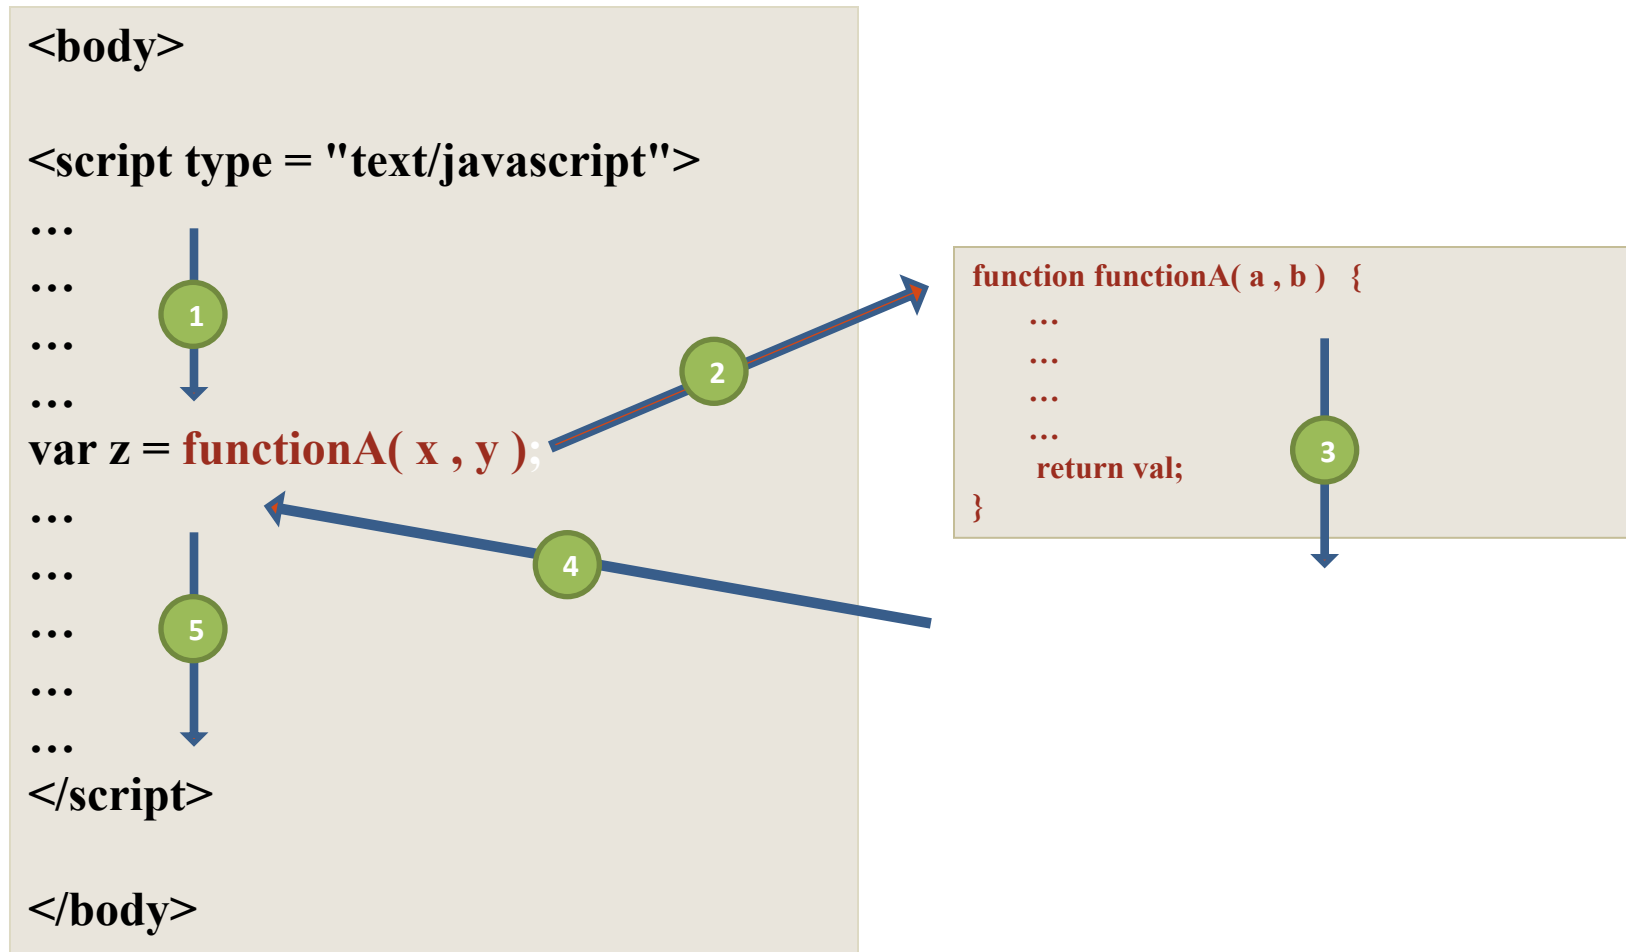 <body>
<script type = "text/javascript">
…
…
…
…
var z = functionA( x , y );
…
…
…
…
…
</script>
</body>
1
2
3
4
5
function functionA( a , b ) {
…
…
…
…
return val;
}